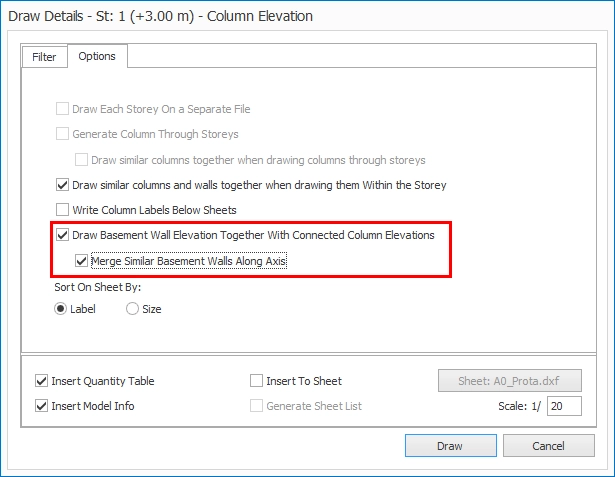 Draw Details - St: 1 (+3.00 m) - Column Elevation
Filter
Options
Draw Each Storey On a Separate File
Generate Column Through Storeys
Draw similar columns together when drawing columns through storeys
Draw similar columns and walls together when drawing them Within the Storey
Write Column Labels Below Sheets
Draw Basement Wall Elevation Together With Connected Column Elevations
Merge Similar Basement Walls Along Axis
Sort On Sheet By:
Label
Size
Insert Quantity Table
Insert To Sheet
Sheet: A0_Prota.dxf
Insert Model Info
Generate Sheet List
Scale: 1/ 20
Draw
Cancel